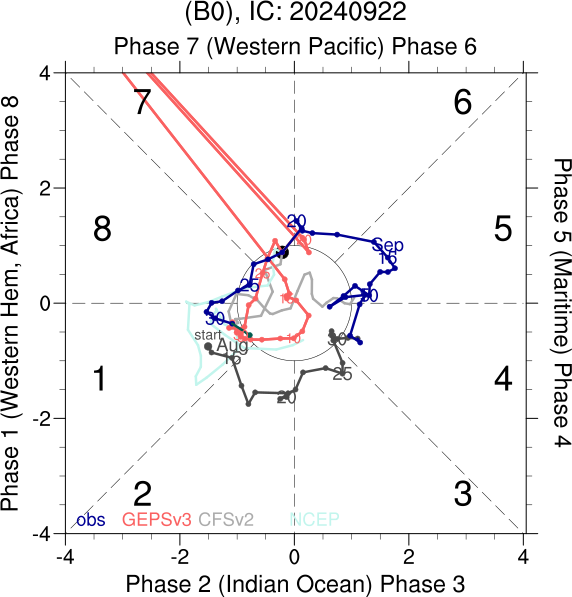 (B0), IC: 20240922
Phase 7 (Western Pacific) Phase 6
Phase 1 (Western Hem, Africa) Phase 8
Phase 5 (Maritime) Phase 4
4
2
0
-2
-4
7
6
8
5
1
4
2
3
20
Sep
15
25
30
start
Aug
15
20
25
10
obs GEPSv3 CFSv2 NCEP
-4 -2 0 2 4
Phase 2 (Indian Ocean) Phase 3